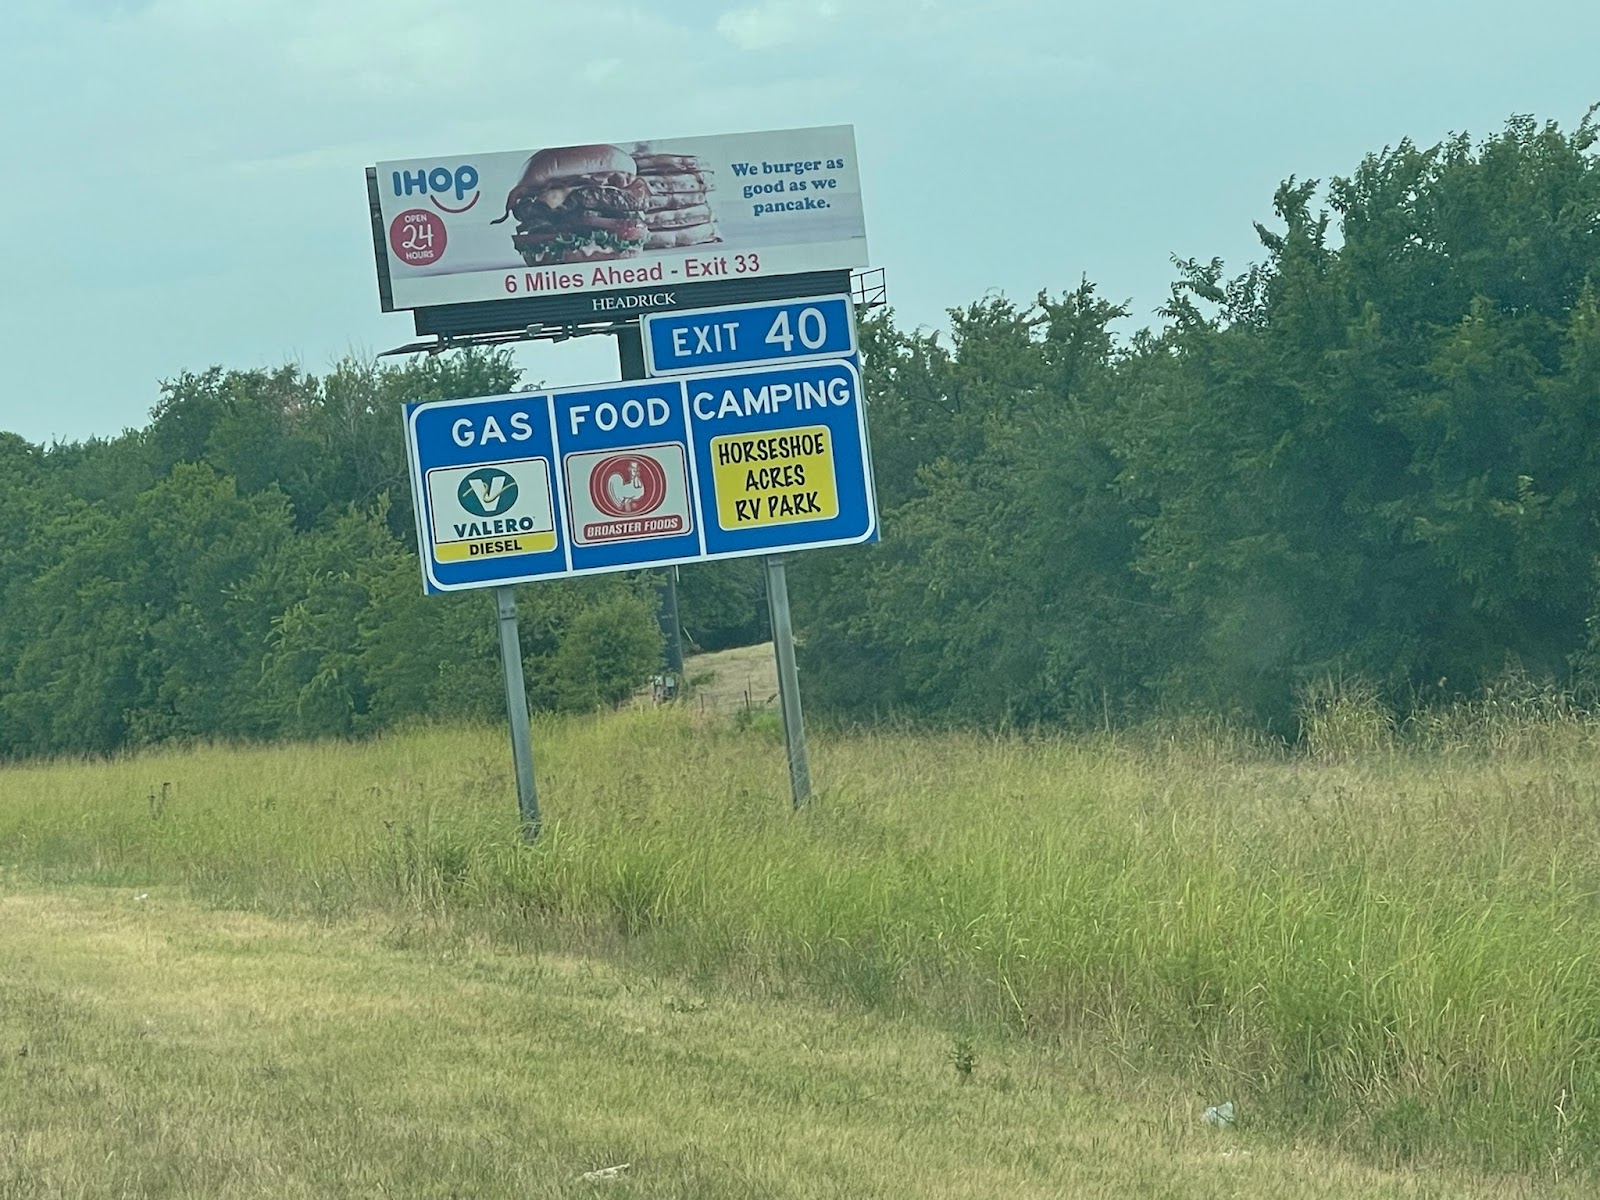 IHOP
OPEN
24
HOURS
We burger as
good as we
pancake.
6 Miles Ahead - Exit 33
HEADRICK
EXIT 40
GAS
VALERO
DIESEL
FOOD
BROASTER FOODS
CAMPING
HORSESHOE
ACRES
RV PARK